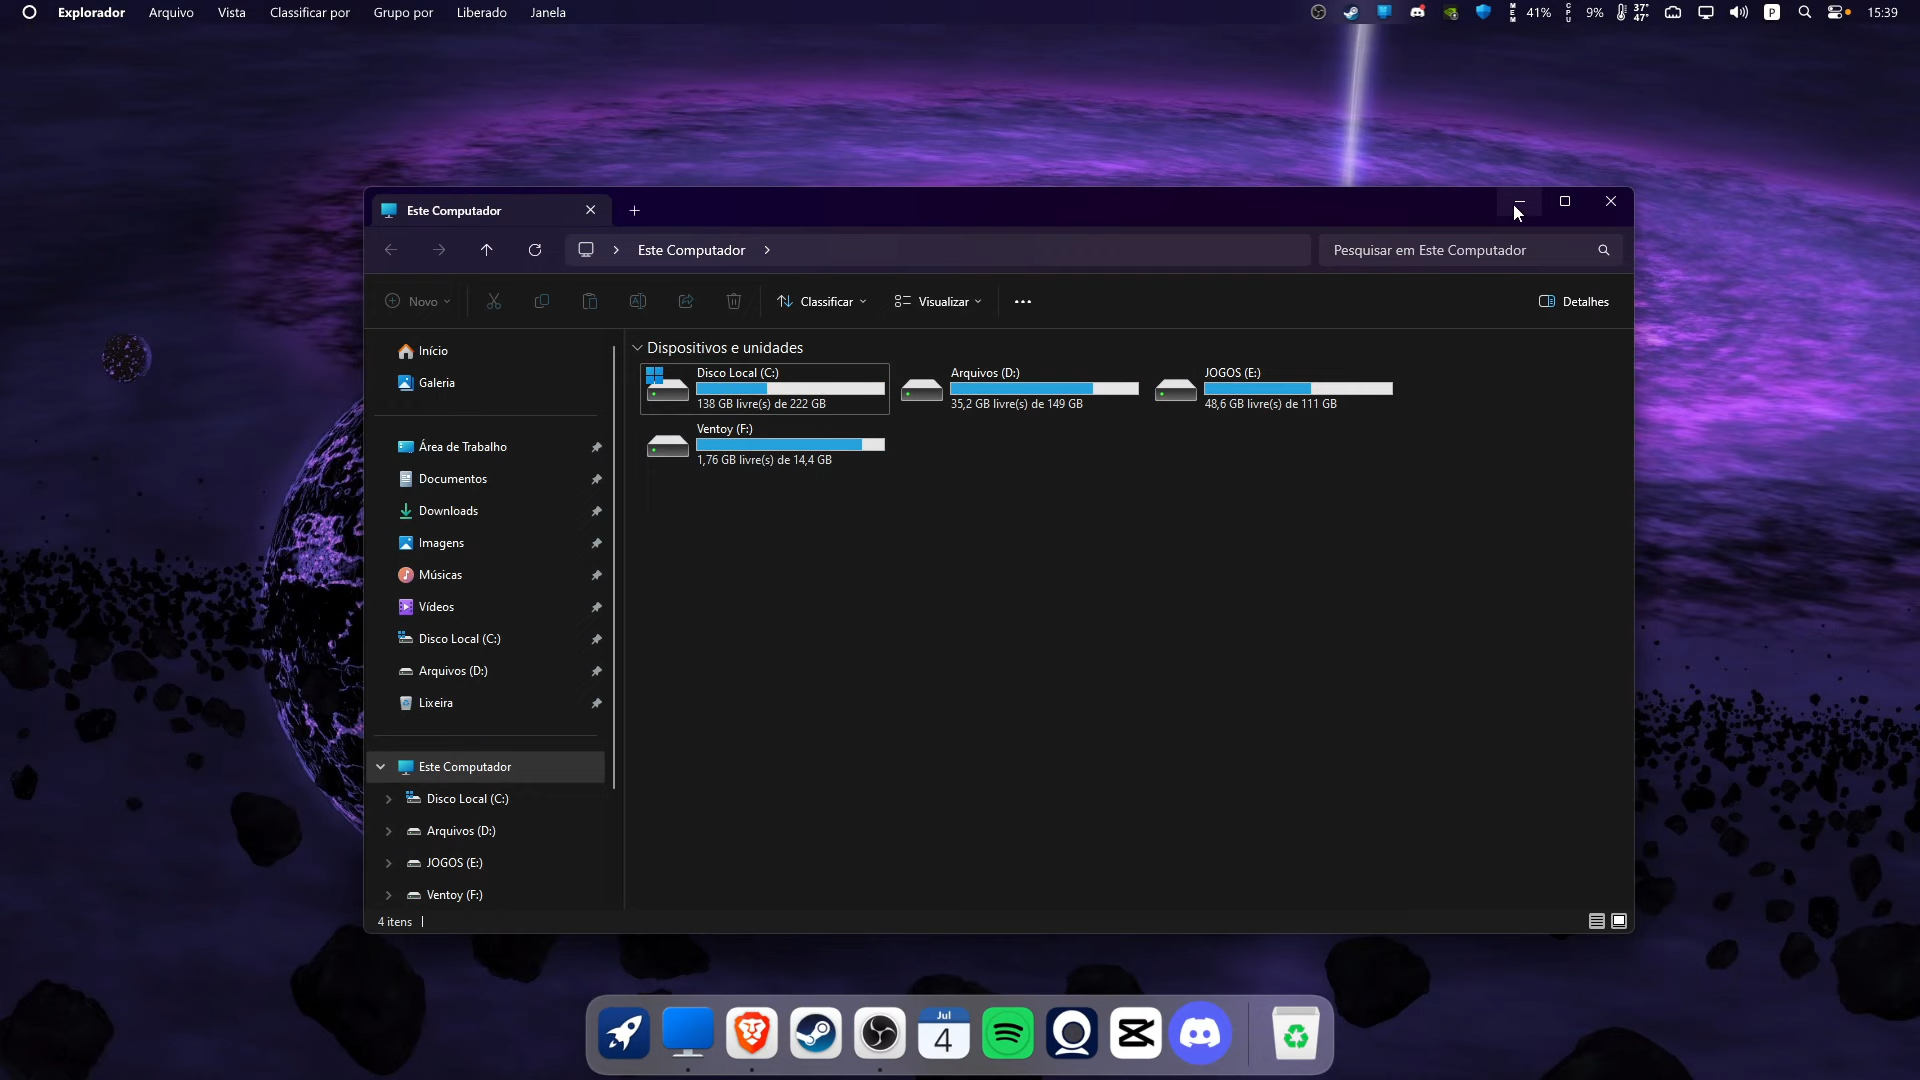 Explorador Arquivo Vista Classificar por Grupo por Liberado Janela MEM 41% CPU 9% 37° 47° P 15:39
Este Computador
Este Computador
Pesquisar em Este Computador
Novo
Classificar
Visualizar
Detalhes
Início
Galeria
Área de Trabalho
Documentos
Downloads
Imagens
Músicas
Vídeos
Disco Local (C:)
Arquivos (D:)
Lixeira
Este Computador
Disco Local (C:)
Arquivos (D:)
JOGOS (E:)
Ventoy (F:)
Dispositivos e unidades
Disco Local (C:)
138 GB livre(s) de 222 GB
Arquivos (D:)
35,2 GB livre(s) de 149 GB
JOGOS (E:)
48,6 GB livre(s) de 111 GB
Ventoy (F:)
1,76 GB livre(s) de 14,4 GB
4 itens
Jul
4